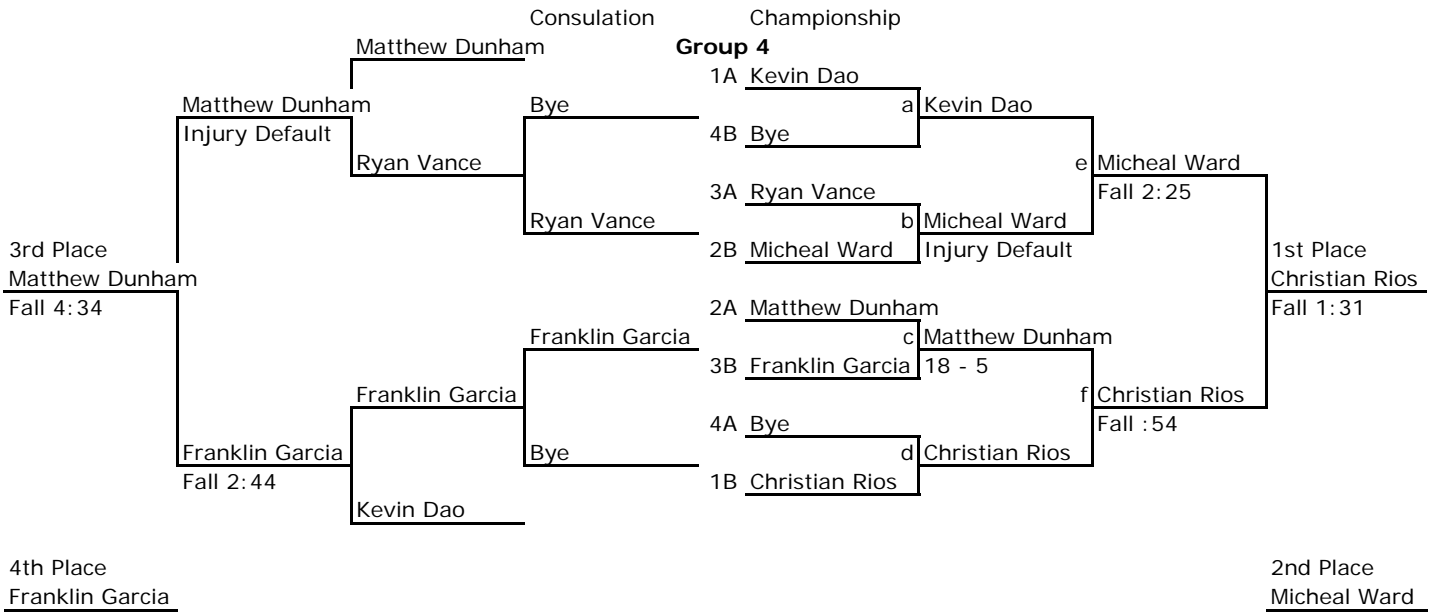 Consulation Championship
Matthew Dunham Group 4
1A Kevin Dao
Matthew Dunham Bye a Kevin Dao
Injury Default 4B Bye
Ryan Vance e Micheal Ward
3A Ryan Vance Fall 2:25
Ryan Vance b Micheal Ward
3rd Place 2B Micheal Ward Injury Default 1st Place
Matthew Dunham Christian Rios
Fall 4:34 2A Matthew Dunham Fall 1:31
Franklin Garcia c Matthew Dunham
3B Franklin Garcia 18 - 5
Franklin Garcia f Christian Rios
4A Bye Fall :54
Franklin Garcia Bye d Christian Rios
Fall 2:44 1B Christian Rios
Kevin Dao
4th Place 2nd Place
Franklin Garcia Micheal Ward